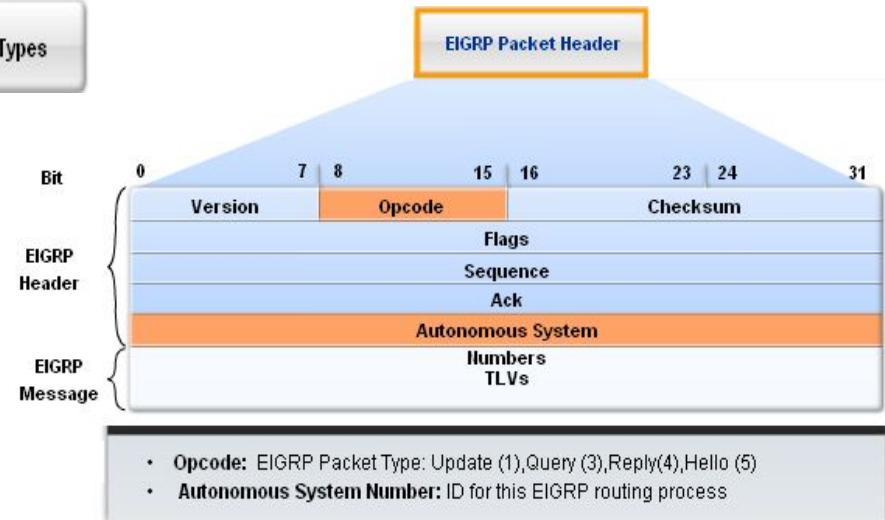 Types
EIGRP Packet Header
Bit 0 7 8 15 16 23 24 31
Version Opcode Checksum
Flags
EIGRP
Header
Sequence
Ack
Autonomous System
EIGRP
Message
Numbers
TLVs
• Opcode: EIGRP Packet Type: Update (1),Query (3),Reply(4),Hello (5)
• Autonomous System Number: ID for this EIGRP routing process